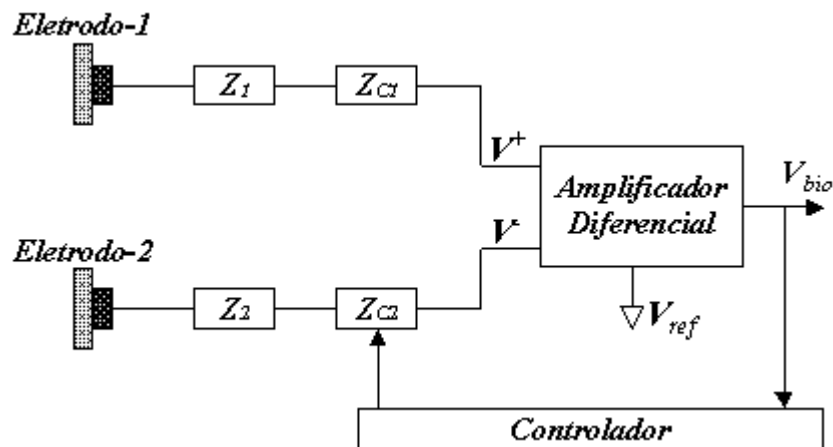 Eletrodo-1
Z1
ZC1
V+
Amplificador
Diferencial
Vbio
V-
Eletrodo-2
Z2
ZC2
Vref
Controlador